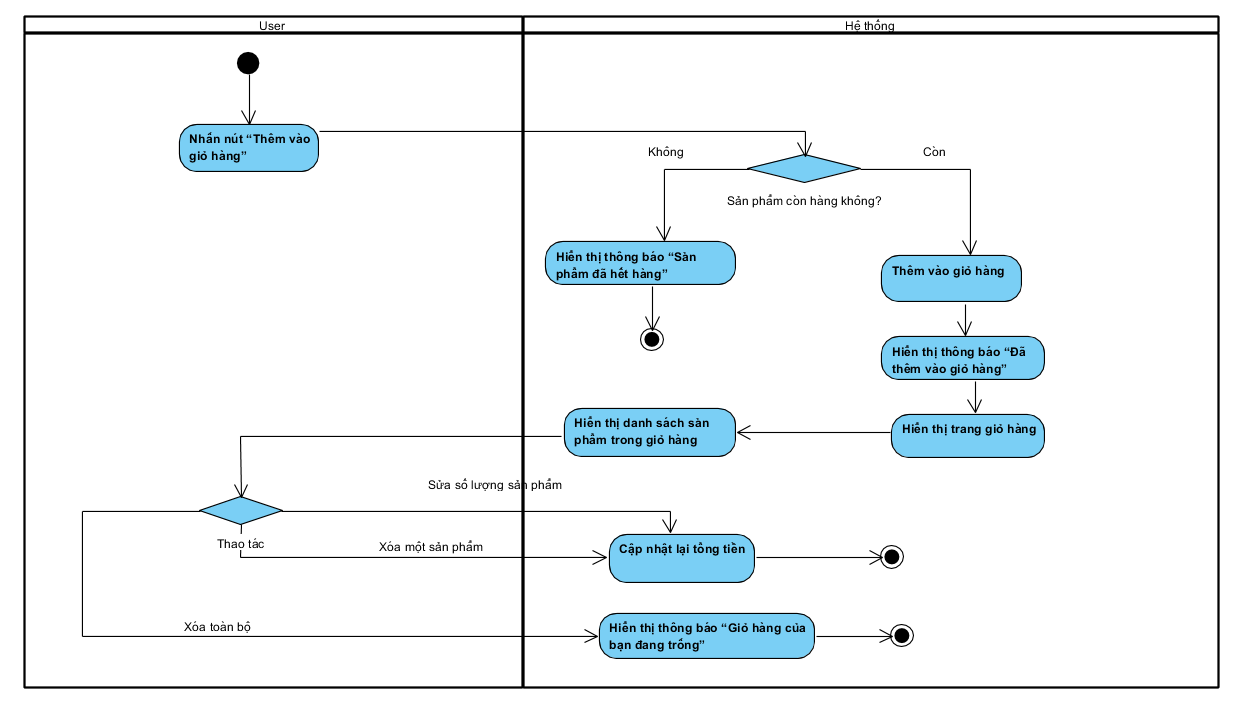 User
Hệ thống
Nhấn nút “Thêm vào
giỏ hàng”
Không
Còn
Sản phẩm còn hàng không?
Hiển thị thông báo “Sản
phẩm đã hết hàng”
Thêm vào giỏ hàng
Hiển thị thông báo “Đã
thêm vào giỏ hàng”
Hiển thị danh sách sản
phẩm trong giỏ hàng
Hiển thị trang giỏ hàng
Sửa số lượng sản phẩm
Thao tác
Xóa một sản phẩm
Cập nhật lại tổng tiền
Xóa toàn bộ
Hiển thị thông báo “Giỏ hàng của
bạn đang trống”